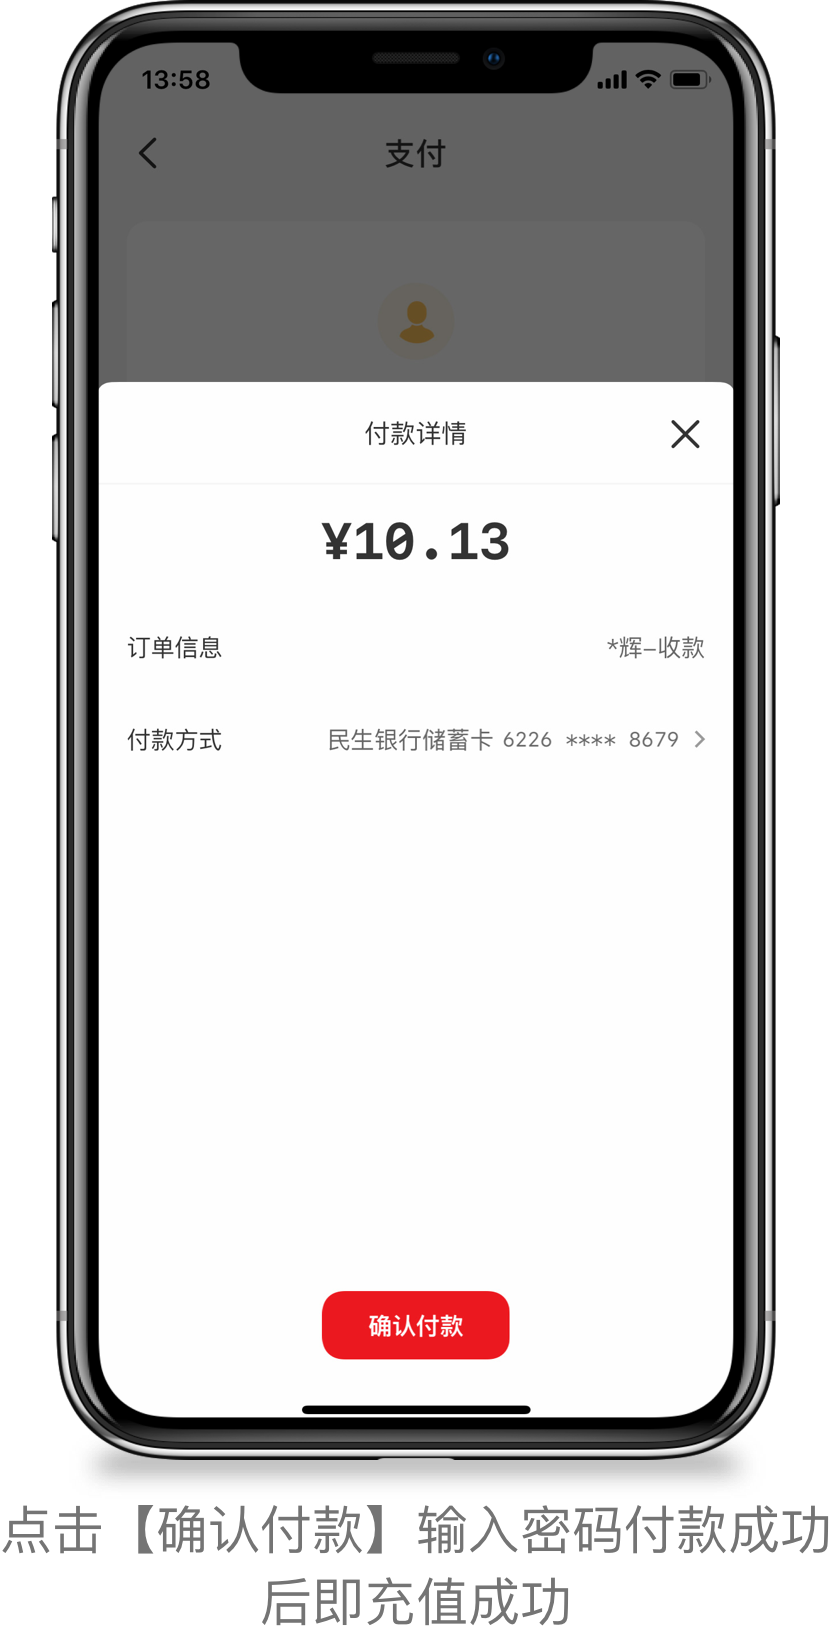 13:58
支付
付款详情
¥10.13
订单信息
*辉-收款
付款方式
民生银行储蓄卡 6226 **** 8679
确认付款
点击【确认付款】输入密码付款成功
后即充值成功